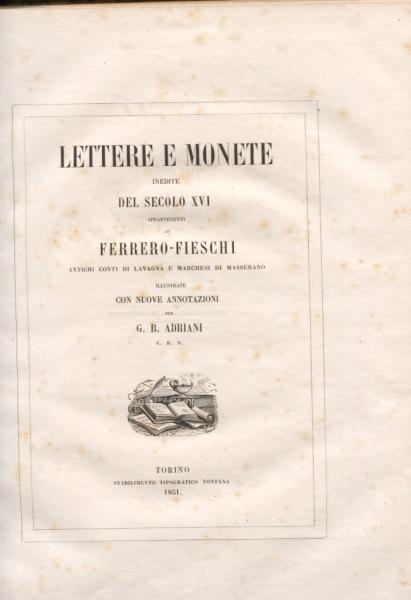 LETTERE E MONETE
INEDITE
DEL SECOLO XVI
APPARTENENTI
AI
FERRERO-FIESCHI
ANTICHI CONTI DI LAVAGNA E MARCHESI DI MASSERANO
ILLUSTRATE
CON NUOVE ANNOTAZIONI
PER
G. B. ADRIANI
C. R. S.
TORINO
STABILIMENTO TIPOGRAFICO FONTANA
1851.